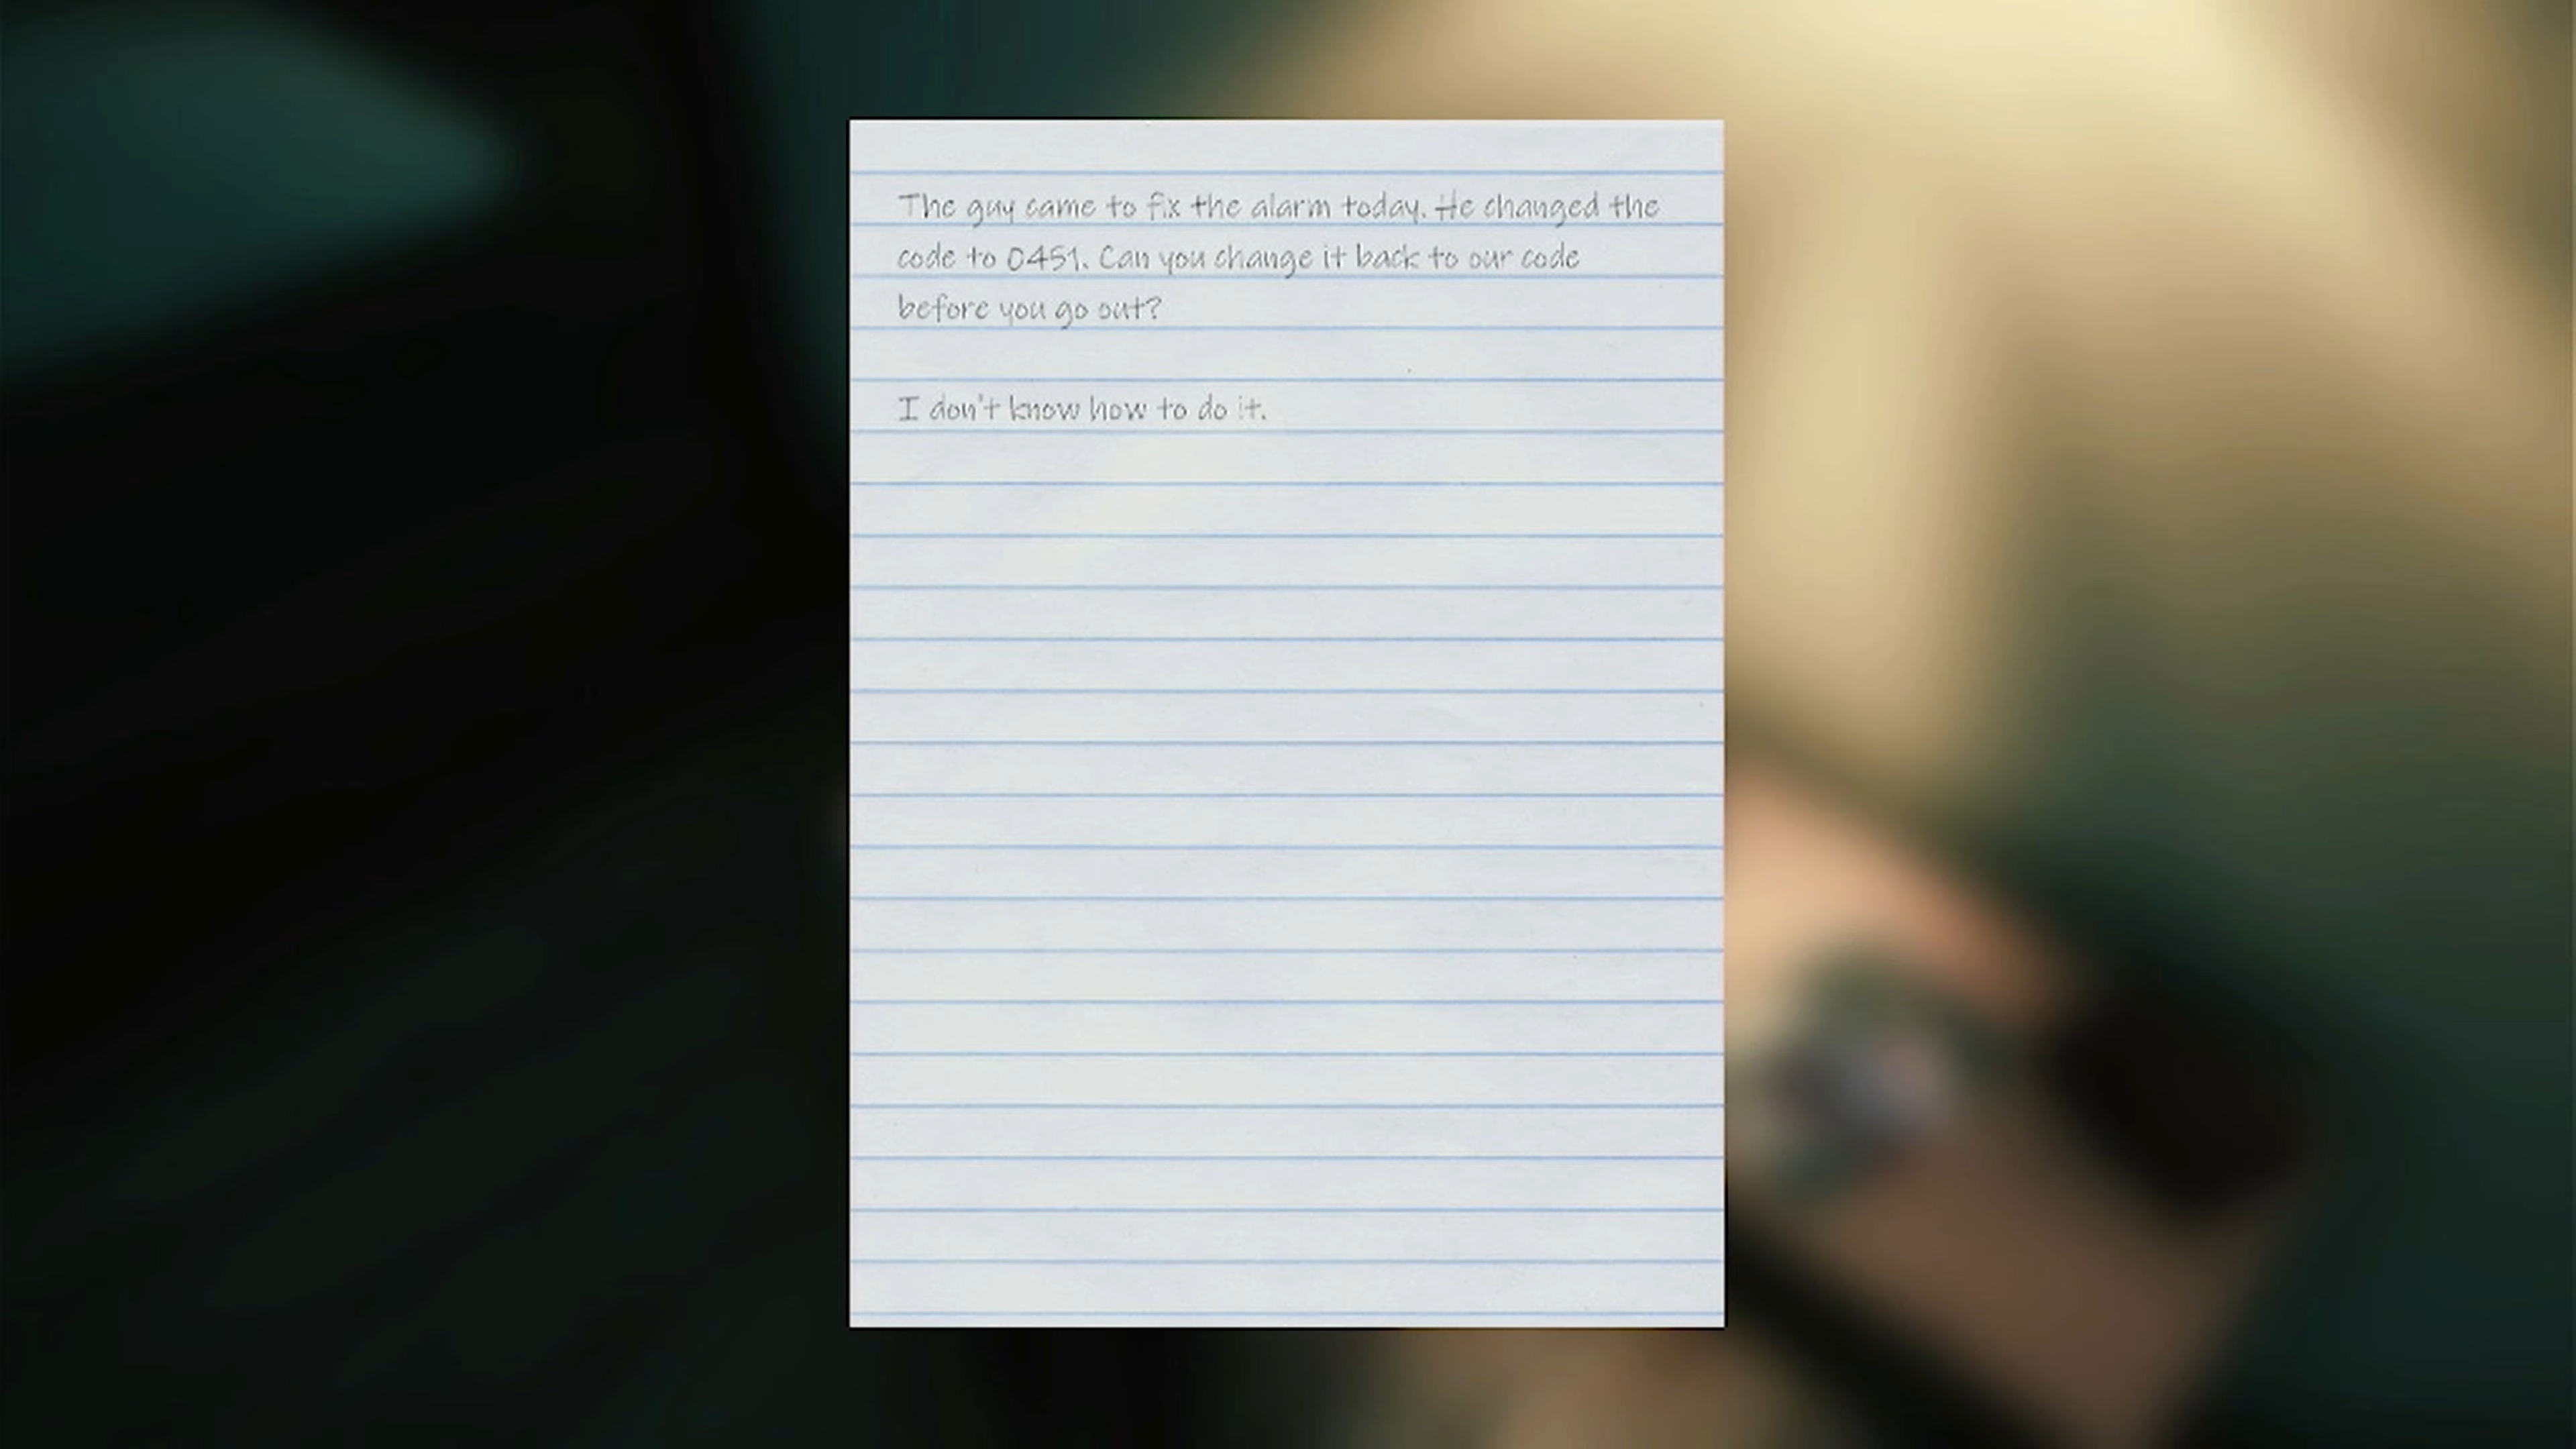 The guy came to fix the alarm today. He changed the
code to 0451. Can you change it back to our code
before you go out?
I don't know how to do it.